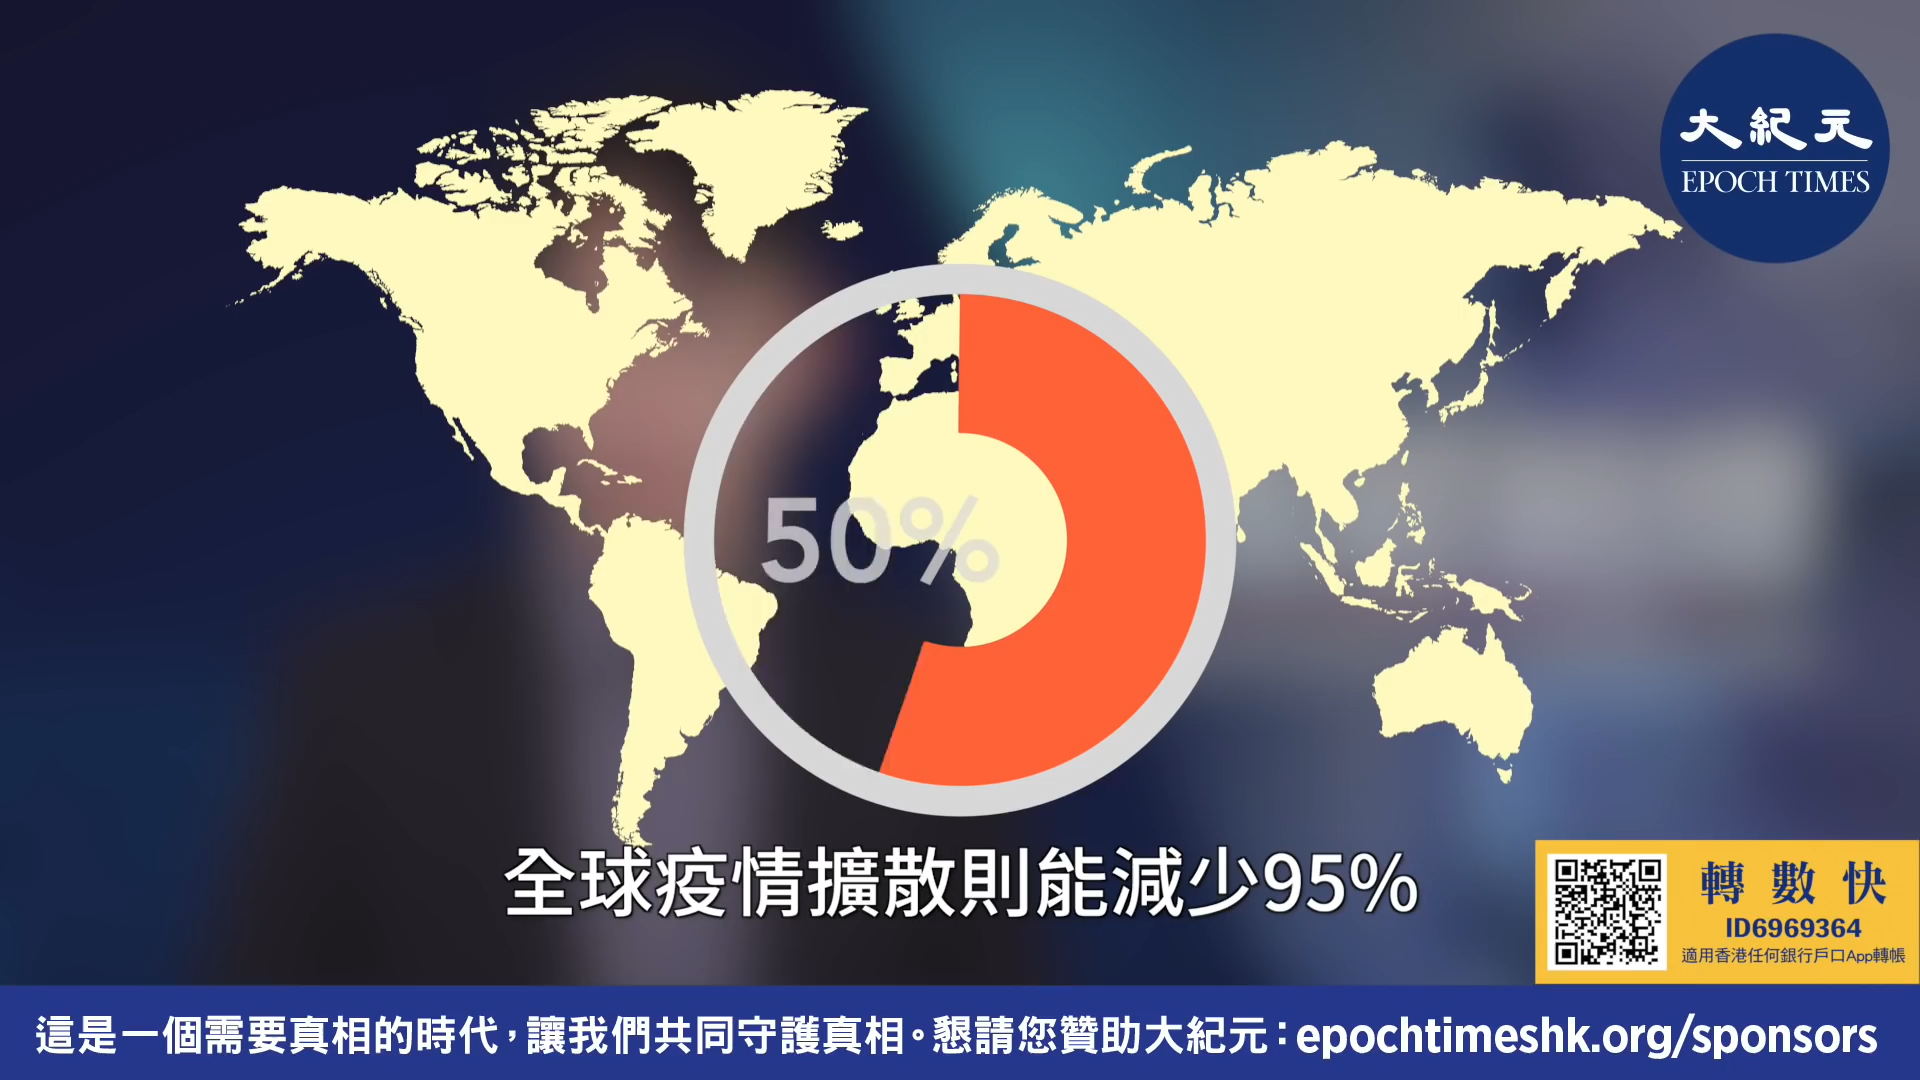 大紀元
EPOCH TIMES
50%
全球疫情擴散則能減少95%
轉數快
ID6969364
適用香港任何銀行戶口App轉帳
這是一個需要真相的時代，讓我們共同守護真相。懇請您贊助大紀元：epochtimeshk.org/sponsors